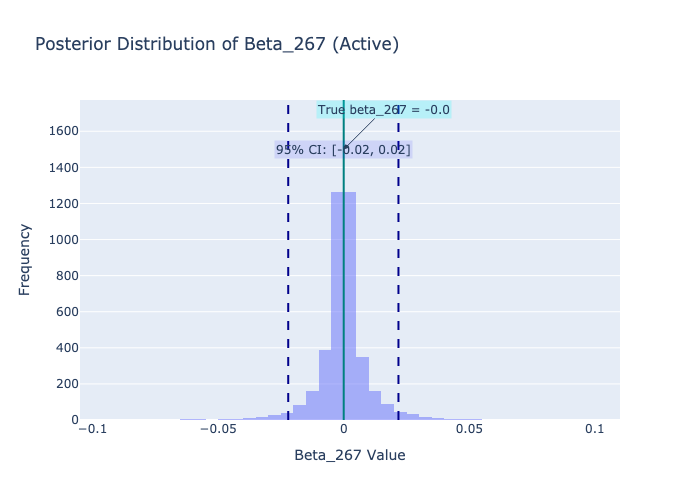 Posterior Distribution of Beta_267 (Active)
True beta_267 = -0.0
95% CI: [-0.02, 0.02]
1600
1400
1200
1000
800
600
400
200
0
Frequency
−0.1
−0.05
0
0.05
0.1
Beta_267 Value